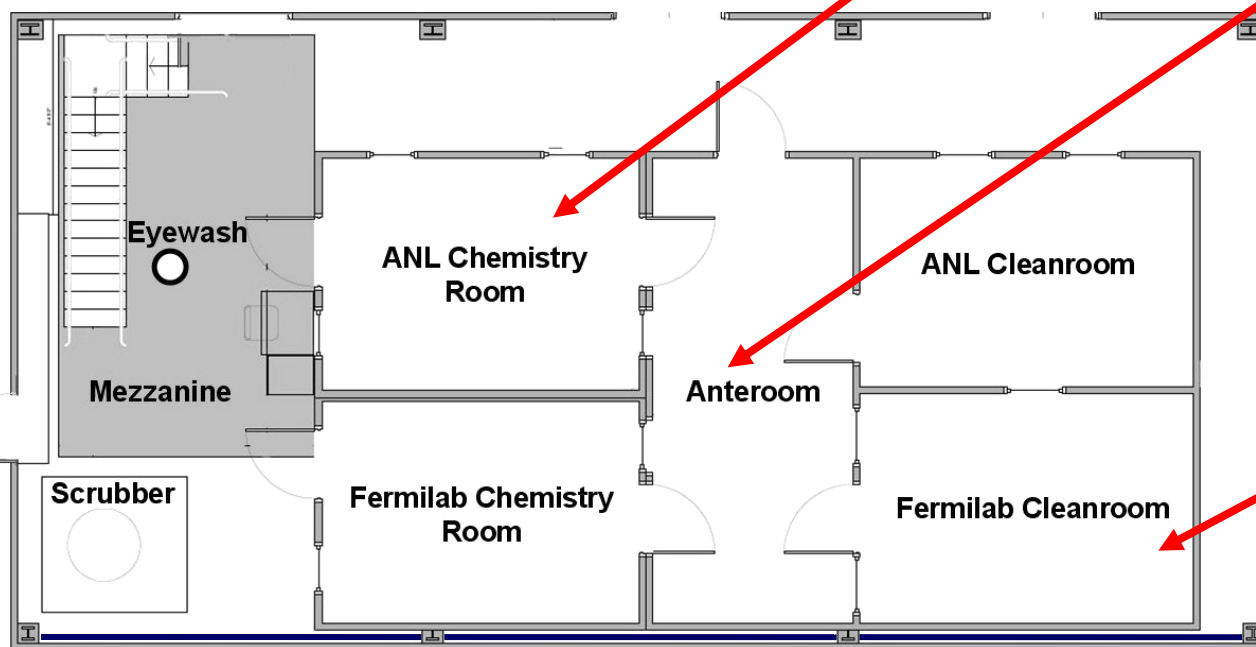 Eyewash
ANL Chemistry
Room
ANL Cleanroom
Mezzanine
Anteroom
Scrubber
Fermilab Chemistry
Room
Fermilab Cleanroom